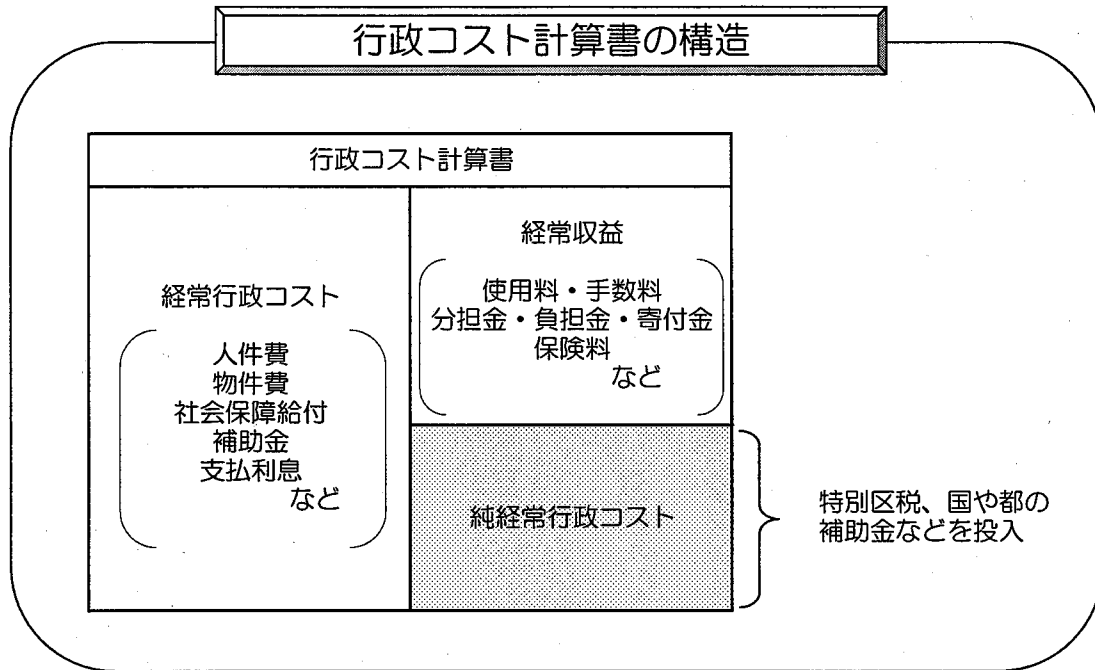 行政コスト計算書の構造
行政コスト計算書
経常行政コスト
人件費
物件費
社会保障給付
補助金
支払利息
など
経常収益
使用料・手数料
分担金・負担金・寄付金
保険料
など
純経常行政コスト
特別区税、国や都の
補助金などを投入